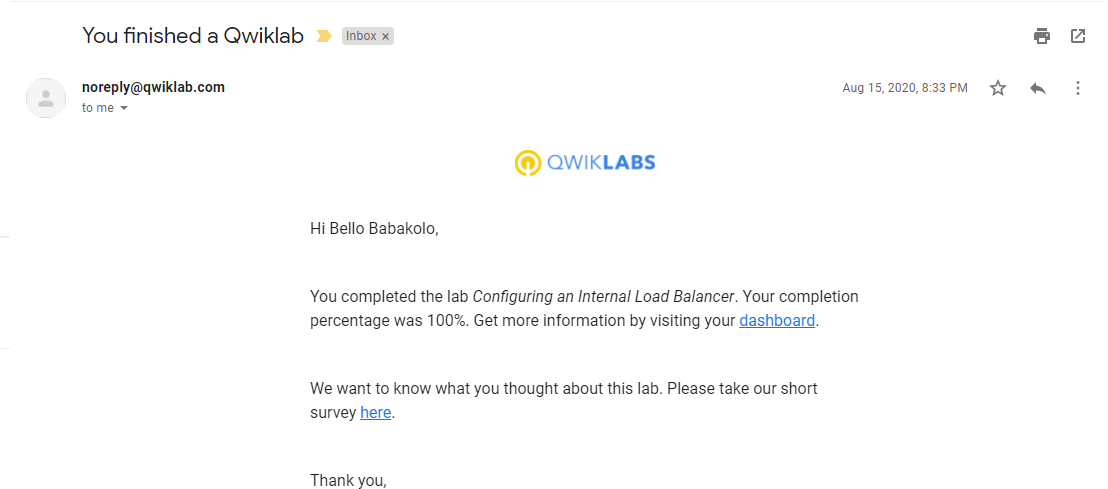 You finished a Qwiklab
Inbox x
noreply@qwiklab.com
Aug 15, 2020, 8:33 PM
to me
QWIKLABS
Hi Bello Babakolo,
You completed the lab Configuring an Internal Load Balancer. Your completion
percentage was 100%. Get more information by visiting your dashboard.
We want to know what you thought about this lab. Please take our short
survey here.
Thank you,